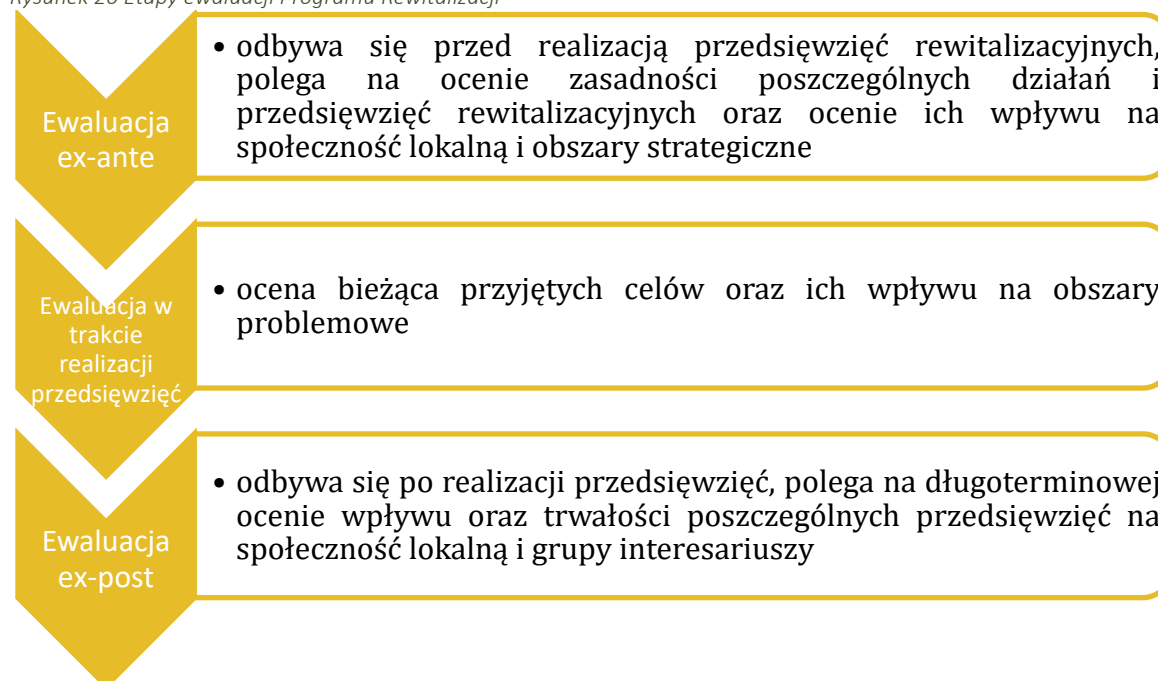 Rysunek 28 Etapy ewaluacji Programu Rewitalizacji
Ewaluacja
ex-ante
• odbywa się przed realizacją przedsięwzięć rewitalizacyjnych,
polega na ocenie zasadności poszczególnych działań i
przedsięwzięć rewitalizacyjnych oraz ocenie ich wpływu na
społeczność lokalną i obszary strategiczne
Ewaluacja w
trakcie
realizacji
przedsięwzięć
• ocena bieżąca przyjętych celów oraz ich wpływu na obszary
problemowe
Ewaluacja
ex-post
• odbywa się po realizacji przedsięwzięć, polega na długoterminowej
ocenie wpływu oraz trwałości poszczególnych przedsięwzięć na
społeczność lokalną i grupy interesariuszy